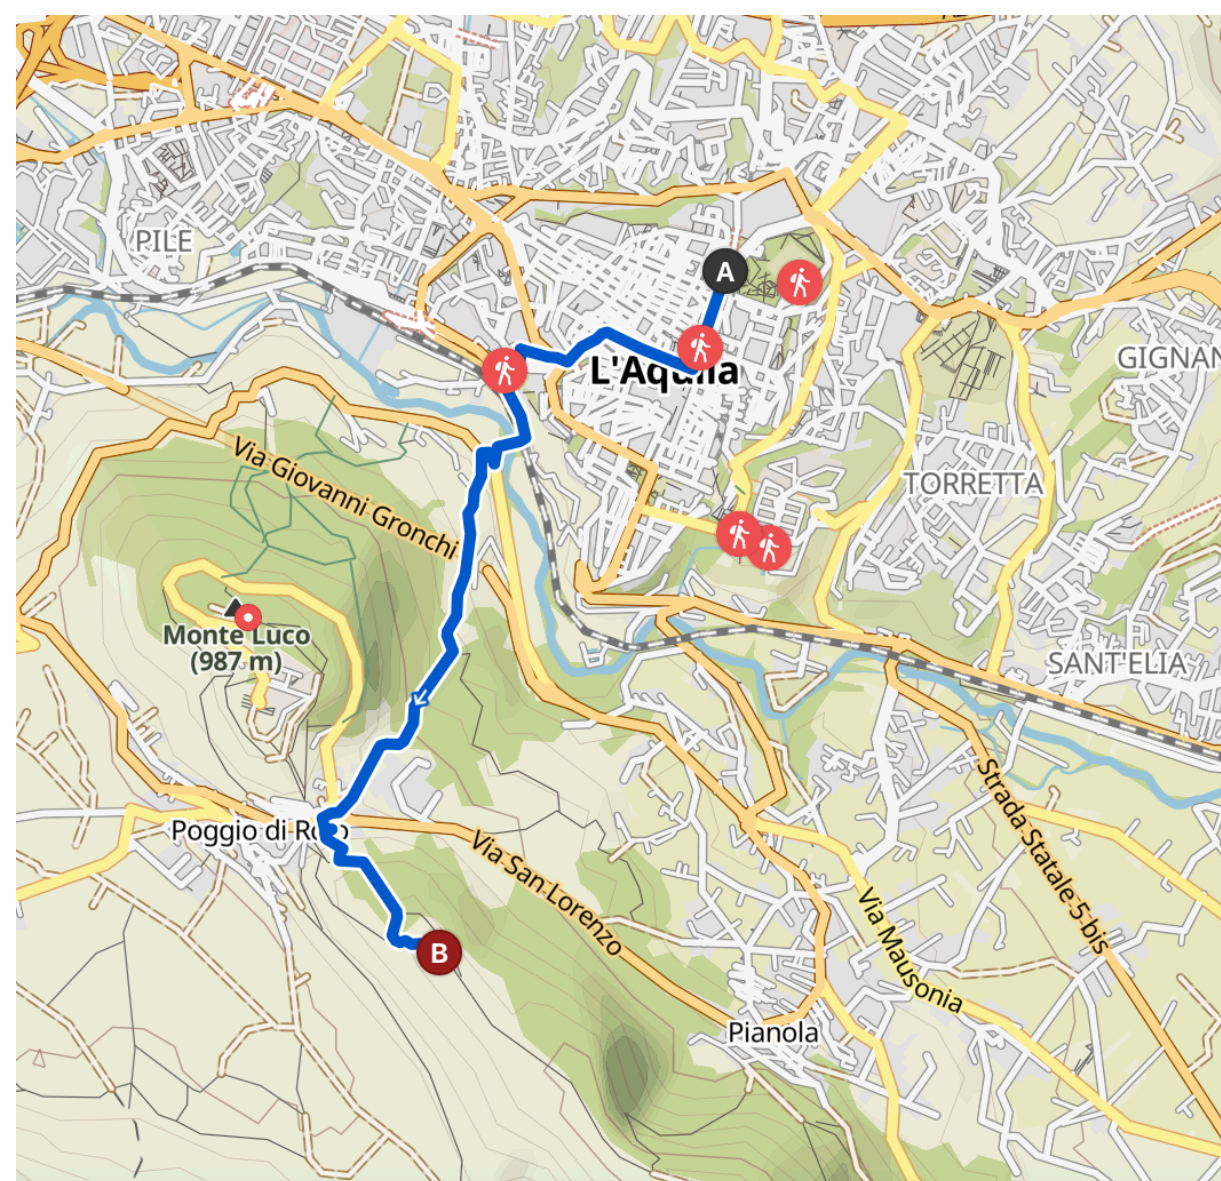 PILE
A
L'Aquila
GIGNAN
Via Giovanni Gronchi
TORRETTA
Monte Luco
(987 m)
SANT'ELIA
Strada Statale 5 bis
Poggio di Ro
Via San Lorenzo
Via Mausonia
B
Pianola